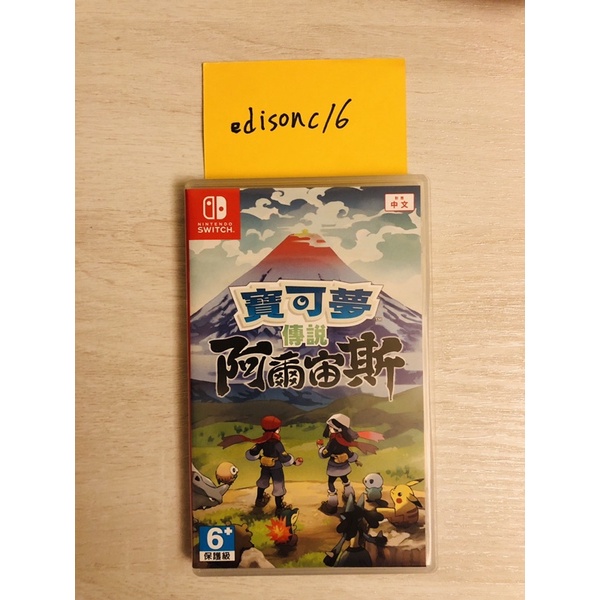 edisonc16
NINTENDO
SWITCH
中文
寶可夢
傳說
阿爾宙斯
6+
保護級